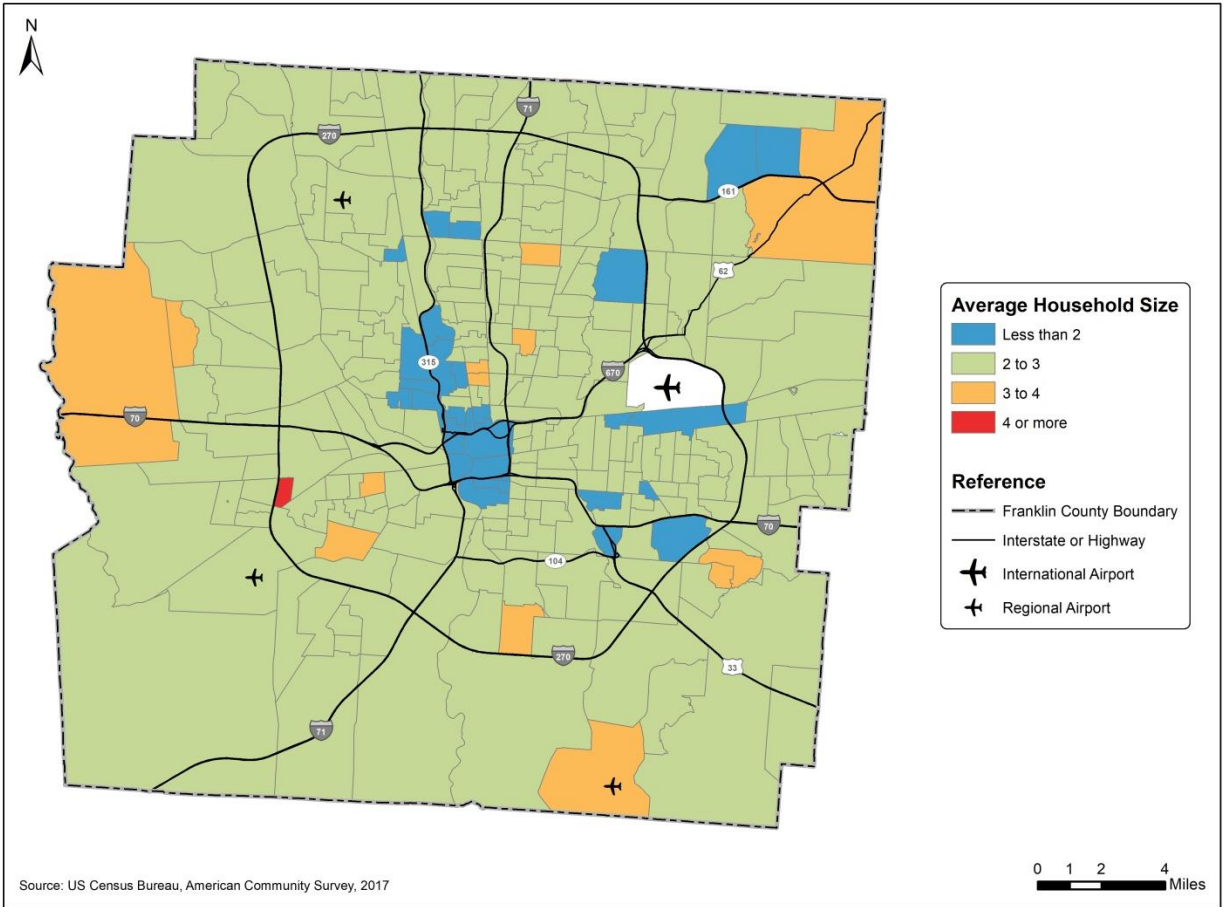 N
71
270
161
62
315
670
70
70
104
270
33
71
Average Household Size
Less than 2
2 to 3
3 to 4
4 or more
Reference
Franklin County Boundary
Interstate or Highway
International Airport
Regional Airport
0 1 2 4
Miles
Source: US Census Bureau, American Community Survey, 2017